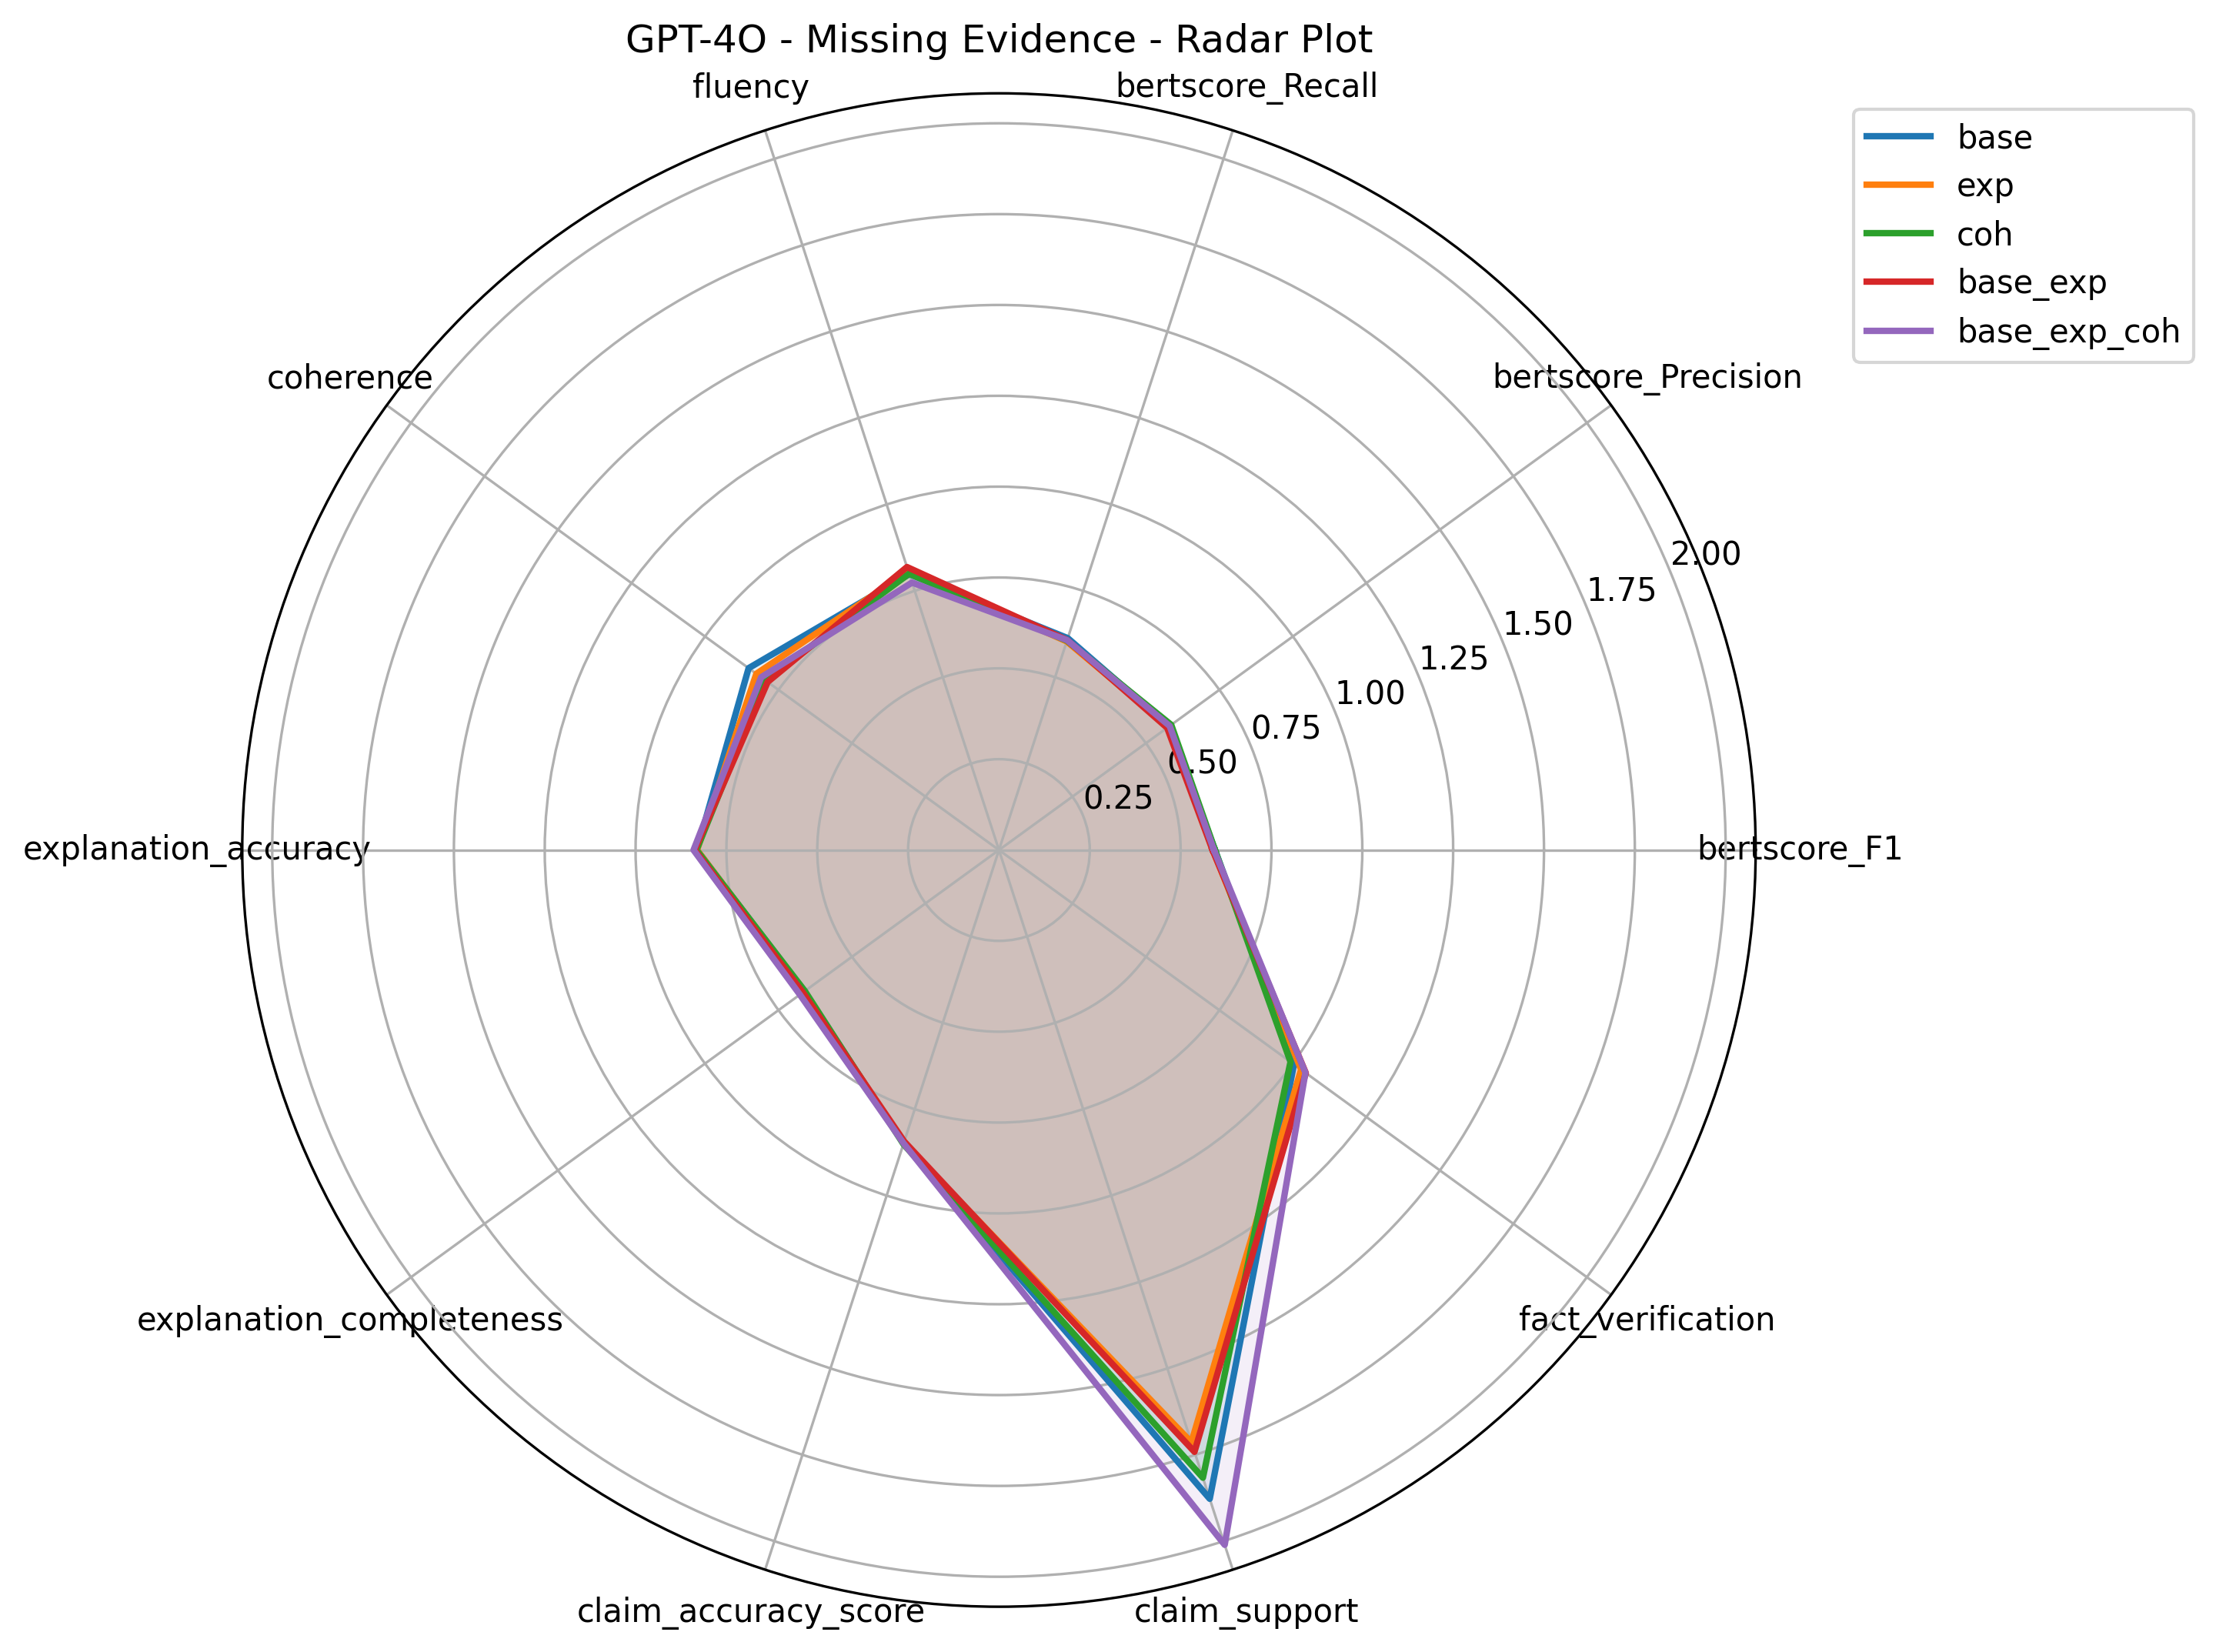 GPT-4O - Missing Evidence - Radar Plot
fluency
bertscore_Recall
base
exp
coh
base_exp
base_exp_coh
coherence
bertscore_Precision
2.00
1.75
1.50
1.25
1.00
0.75
0.50
0.25
explanation_accuracy
bertscore_F1
explanation_completeness
fact_verification
claim_accuracy_score
claim_support